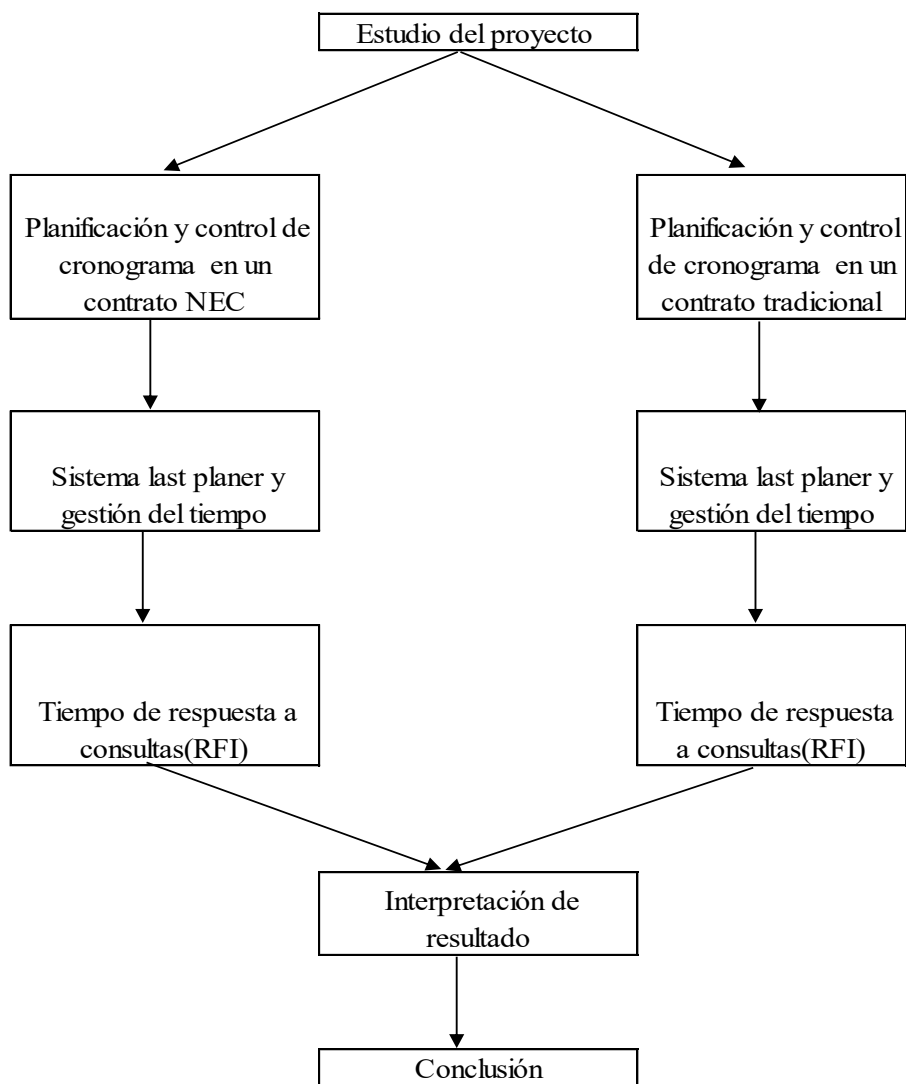 Estudio del proyecto
Planificación y control de
cronograma en un
contrato NEC
Planificación y control
de cronograma en un
contrato tradicional
Sistema last planer y
gestión del tiempo
Sistema last planer y
gestión del tiempo
Tiempo de respuesta a
consultas(RFI)
Tiempo de respuesta
a consultas(RFI)
Interpretación de
resultado
Conclusión